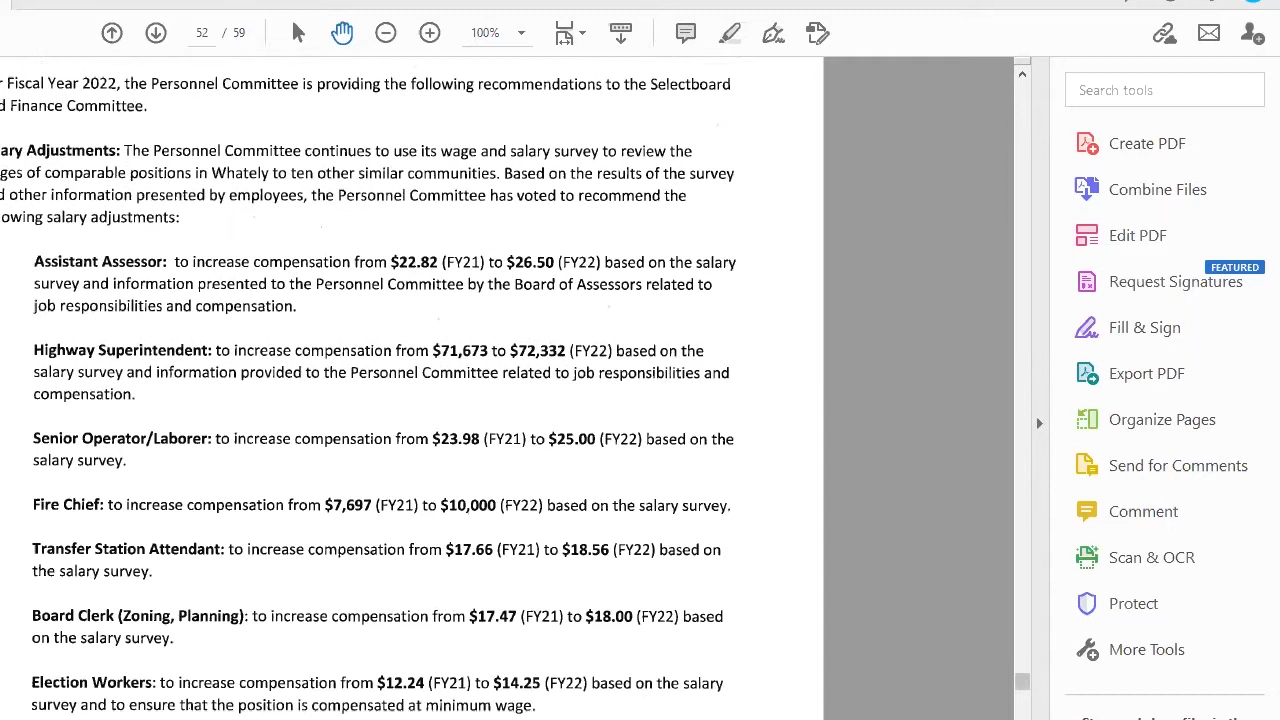 52 / 59
100%
Fiscal Year 2022, the Personnel Committee is providing the following recommendations to the Selectboard
Finance Committee.
Adjustments: The Personnel Committee continues to use its wage and salary survey to review the
of comparable positions in Whately to ten other similar communities. Based on the results of the survey
other information presented by employees, the Personnel Committee has voted to recommend the
salary adjustments:
Assistant Assessor: to increase compensation from $22.82 (FY21) to $26.50 (FY22) based on the salary
survey and information presented to the Personnel Committee by the Board of Assessors related to
job responsibilities and compensation.
Highway Superintendent: to increase compensation from $71,673 to $72,332 (FY22) based on the
salary survey and information provided to the Personnel Committee related to job responsibilities and
compensation.
Senior Operator/Laborer: to increase compensation from $23.98 (FY21) to $25.00 (FY22) based on the
salary survey.
Fire Chief: to increase compensation from $7,697 (FY21) to $10,000 (FY22) based on the salary survey.
Transfer Station Attendant: to increase compensation from $17.66 (FY21) to $18.56 (FY22) based on
the salary survey.
Board Clerk (Zoning, Planning): to increase compensation from $17.47 (FY21) to $18.00 (FY22) based
on the salary survey.
Election Workers: to increase compensation from $12.24 (FY21) to $14.25 (FY22) based on the salary
survey and to ensure that the position is compensated at minimum wage.
Search tools
Create PDF
Combine Files
Edit PDF
FEATURED
Request Signatures
Fill & Sign
Export PDF
Organize Pages
Send for Comments
Comment
Scan & OCR
Protect
More Tools